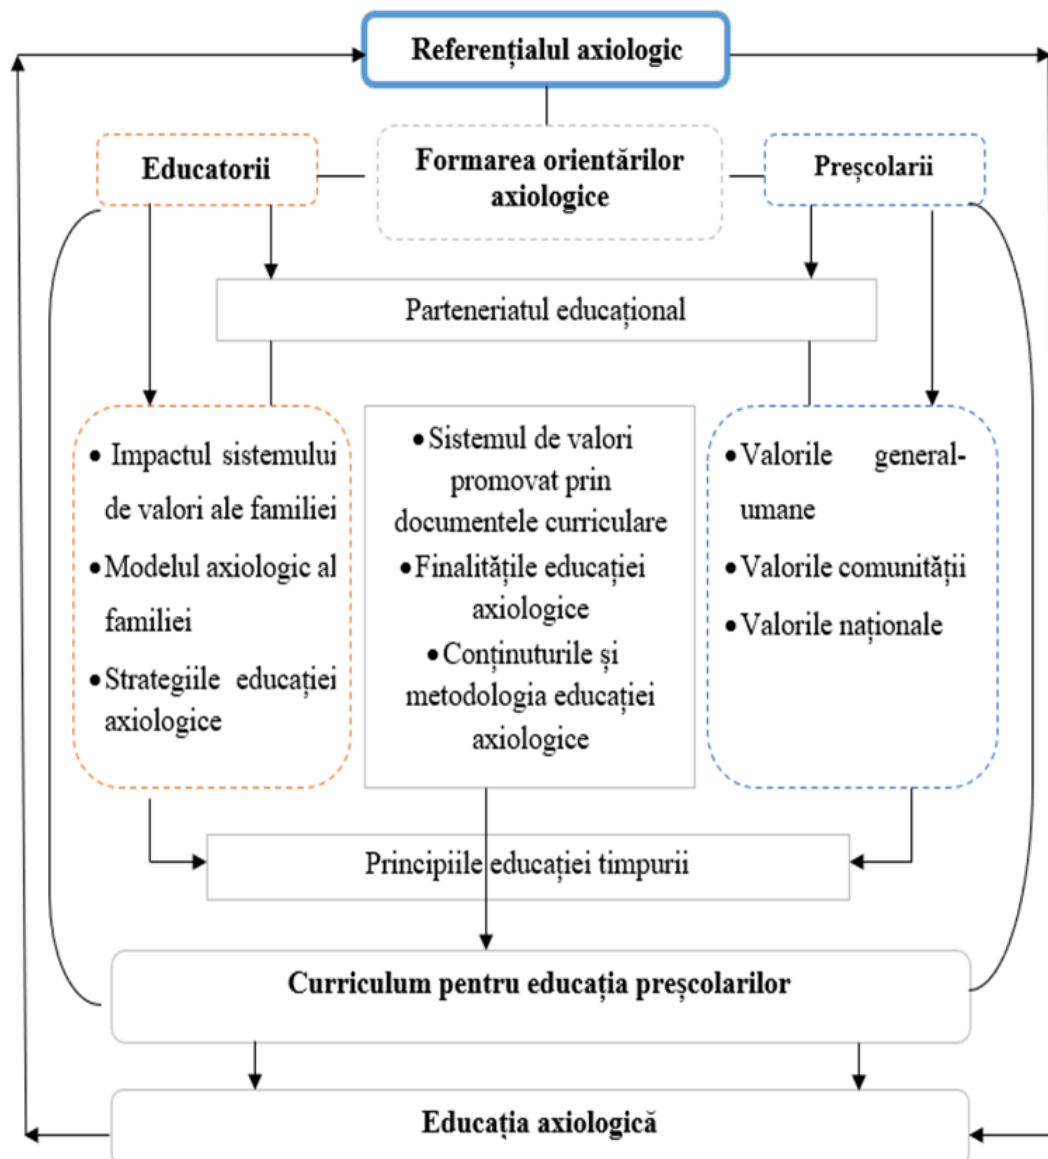 Referențialul axiologic
Educatorii
Formarea orientărilor
axiologice
Preșcolarii
Parteneriatul educațional
• Impactul sistemului
de valori ale familiei
• Modelul axiologic al
familiei
• Strategiile educației
axiologice
• Sistemul de valori
promovat prin
documentele curriculare
• Finalitățile educației
axiologice
• Conținuturile și
metodologia educației
axiologice
• Valorile general-
umane
• Valorile comunității
• Valorile naționale
Principiile educației timpurii
Curriculum pentru educația preșcolarilor
Educația axiologică